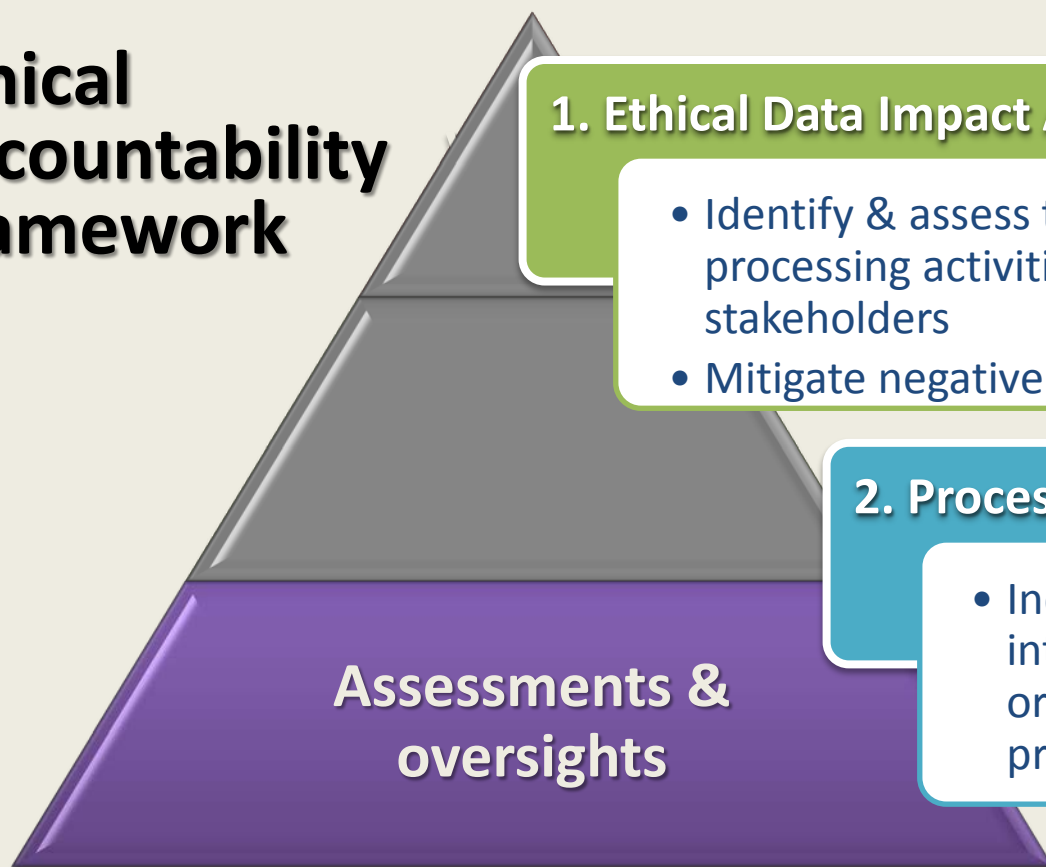 hical
countability
amework
1. Ethical Data Impact
• Identify & assess
processing activiti
stakeholders
• Mitigate negative
2. Proces
• In
int
or
pr
Assessments &
oversights